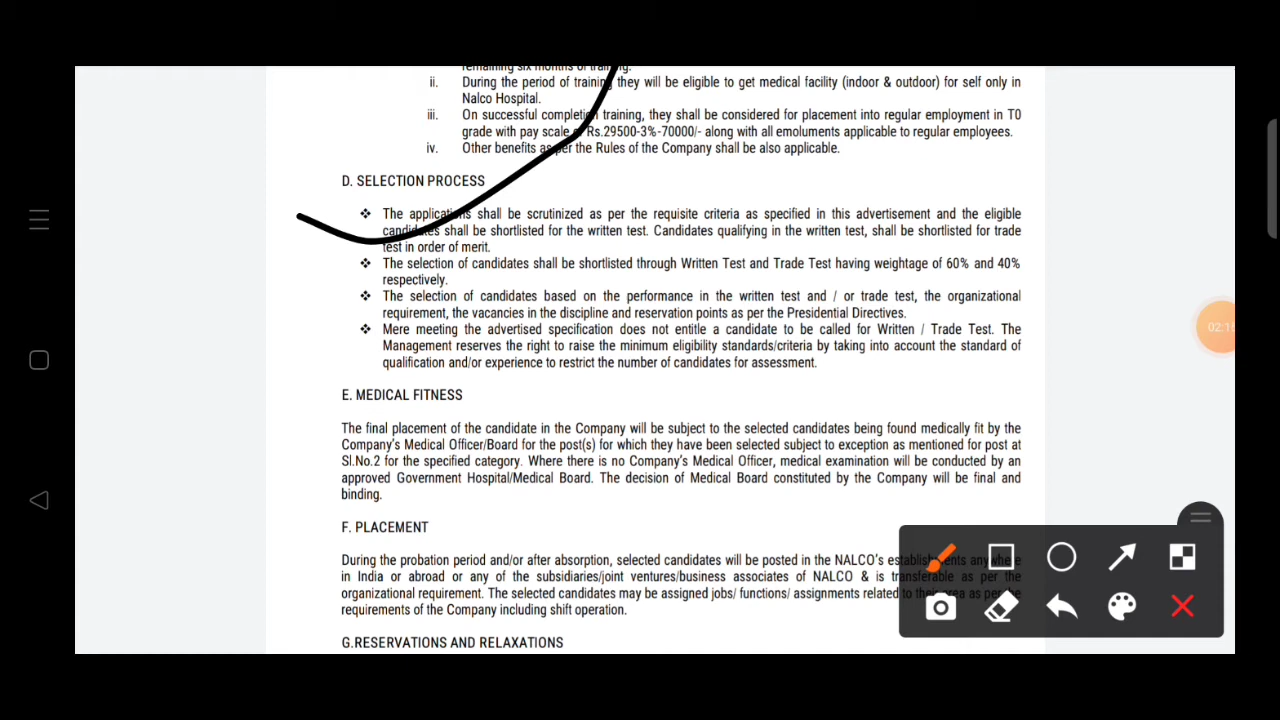 remaining six months of training.
ii. During the period of training they will be eligible to get medical facility (indoor & outdoor) for self only in
Nalco Hospital.
iii. On successful completion training, they shall be considered for placement into regular employment in T0
grade with pay scale of Rs.29500-3%-70000/- along with all emoluments applicable to regular employees.
iv. Other benefits as per the Rules of the Company shall be also applicable.
D. SELECTION PROCESS
❖ The applications shall be scrutinized as per the requisite criteria as specified in this advertisement and the eligible
candidates shall be shortlisted for the written test. Candidates qualifying in the written test, shall be shortlisted for trade
test in order of merit.
❖ The selection of candidates shall be shortlisted through Written Test and Trade Test having weightage of 60% and 40%
respectively.
❖ The selection of candidates based on the performance in the written test and / or trade test, the organizational
requirement, the vacancies in the discipline and reservation points as per the Presidential Directives.
❖ Mere meeting the advertised specification does not entitle a candidate to be called for Written / Trade Test. The
Management reserves the right to raise the minimum eligibility standards/criteria by taking into account the standard of
qualification and/or experience to restrict the number of candidates for assessment.
E. MEDICAL FITNESS
The final placement of the candidate in the Company will be subject to the selected candidates being found medically fit by the
Company's Medical Officer/Board for the post(s) for which they have been selected subject to exception as mentioned for post at
Sl.No.2 for the specified category. Where there is no Company's Medical Officer, medical examination will be conducted by an
approved Government Hospital/Medical Board. The decision of Medical Board constituted by the Company will be final and
binding.
F. PLACEMENT
During the probation period and/or after absorption, selected candidates will be posted in the NALCO's establishments anywhere
in India or abroad or any of the subsidiaries/joint ventures/business associates of NALCO & is transferable as per the
organizational requirement. The selected candidates may be assigned jobs/ functions/ assignments related to their area as per the
requirements of the Company including shift operation.
G.RESERVATIONS AND RELAXATIONS